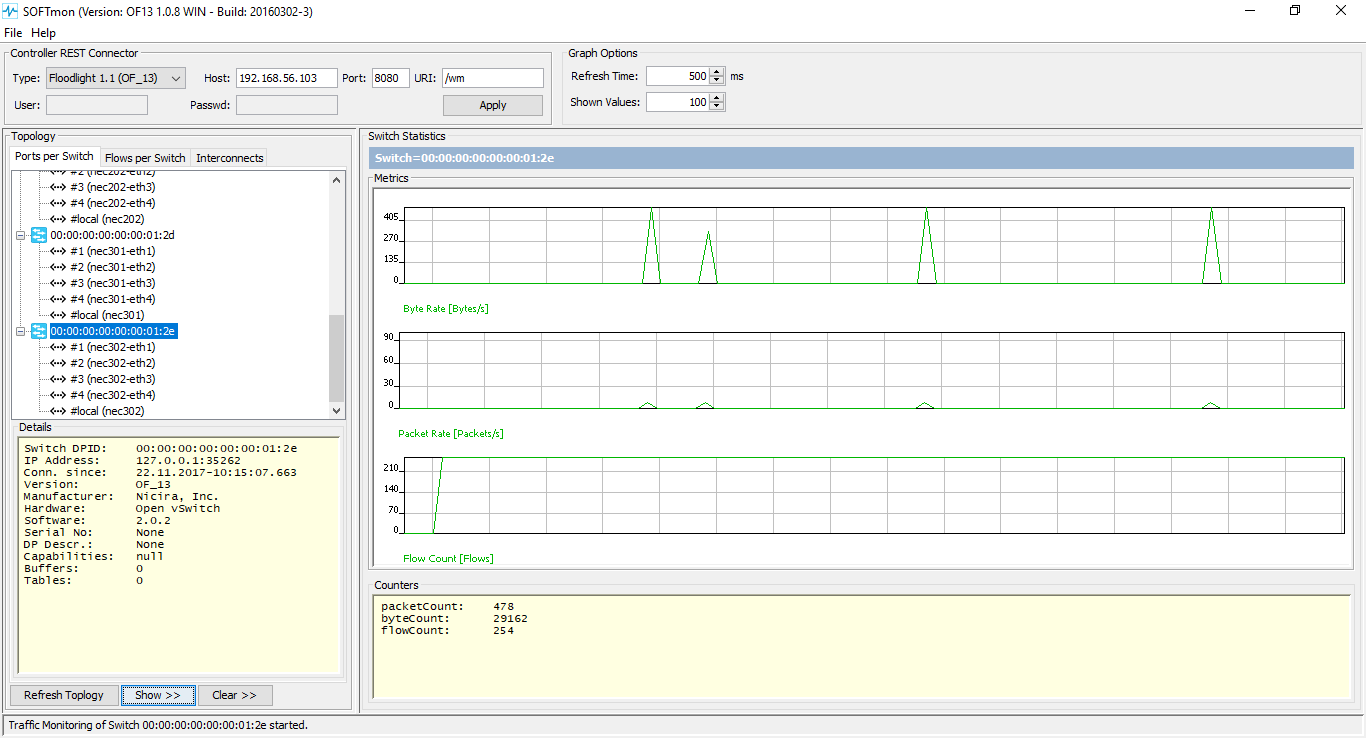 SOFTmon (Version: OF13 1.0.8 WIN - Build: 20160302-3)
File Help
Controller REST Connector
Type: Floodlight 1.1 (OF_13) Host: 192.168.56.103 Port: 8080 URI: /wm
User: Passwd: Apply
Graph Options
Refresh Time: 500 ms
Shown Values: 100
Topology
Ports per Switch Flows per Switch Interconnects
#2 (nec202-eth2)
#3 (nec202-eth3)
#4 (nec202-eth4)
#local (nec202)
00:00:00:00:00:00:01:2d
#1 (nec301-eth1)
#2 (nec301-eth2)
#3 (nec301-eth3)
#4 (nec301-eth4)
#local (nec301)
00:00:00:00:00:00:01:2e
#1 (nec302-eth1)
#2 (nec302-eth2)
#3 (nec302-eth3)
#4 (nec302-eth4)
#local (nec302)
Details
Switch DPID: 00:00:00:00:00:00:01:2e
IP Address: 127.0.0.1:35262
Conn. since: 22.11.2017-10:15:07.663
Version: OF_13
Manufacturer: Nicira, Inc.
Hardware: Open vSwitch
Software: 2.0.2
Serial No: None
DP Descr.: None
Capabilities: null
Buffers: 0
Tables: 0
Refresh Toplogy Show >> Clear >>
Switch Statistics
Switch=00:00:00:00:00:00:01:2e
Metrics
405
270
135
0
Byte Rate [Bytes/s]
90
60
30
0
Packet Rate [Packets/s]
210
140
70
0
Flow Count [Flows]
Counters
packetCount: 478
byteCount: 29162
flowCount: 254
Traffic Monitoring of Switch 00:00:00:00:00:00:01:2e started.